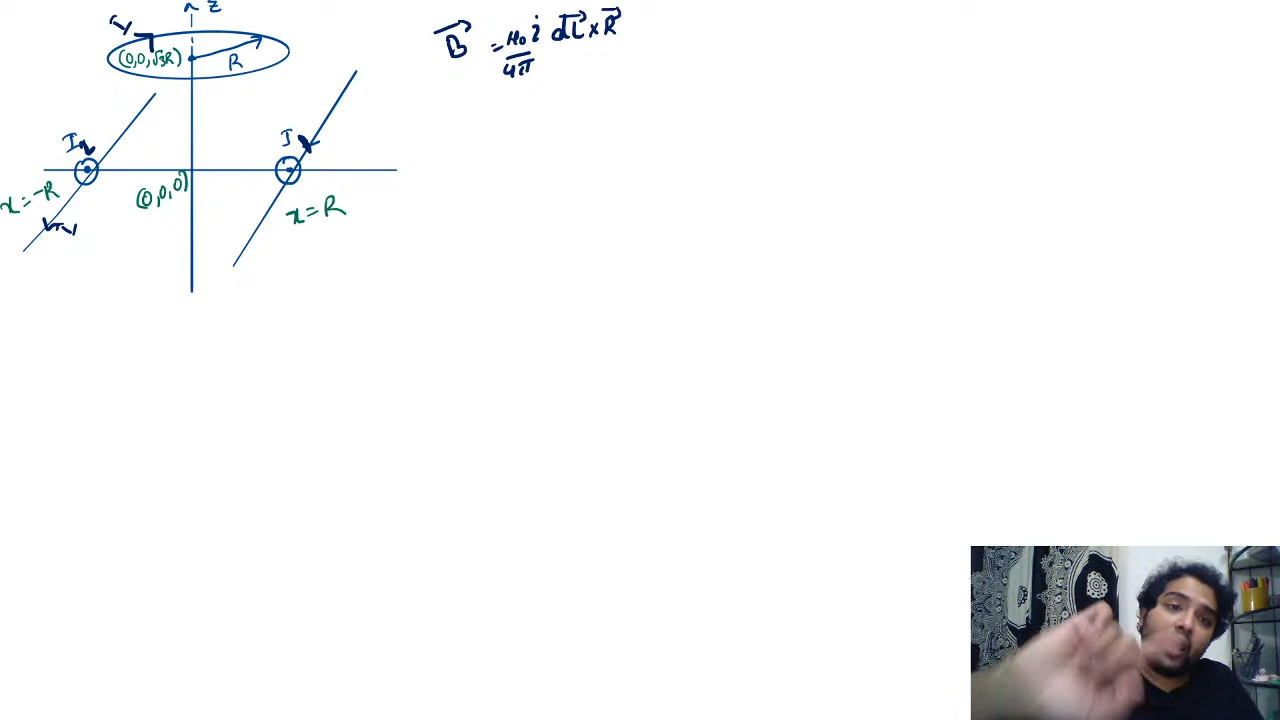 z
(0,0,√3R)
R
B⃗ = μ₀/4π i dL⃗ × R⃗
I
I
x=-R
(0,0,0)
x=R